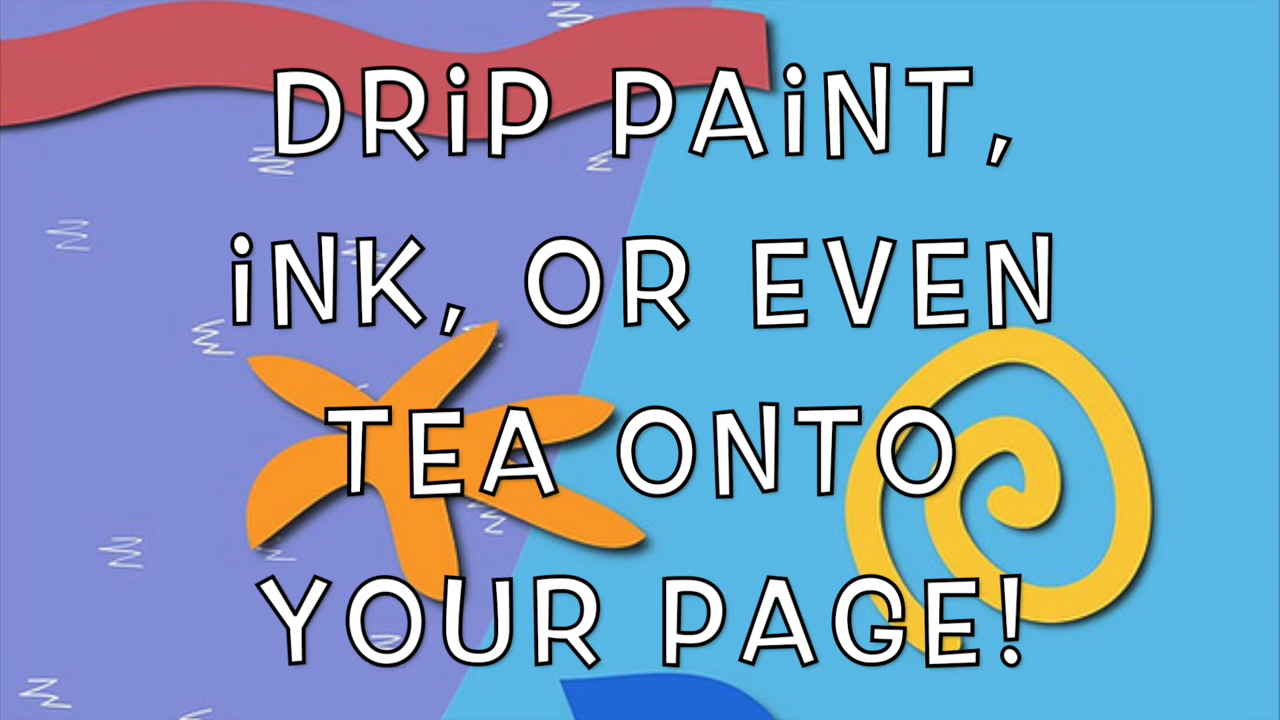 DRiP PAiNT,
iNK, OR EVEN
TEA ONTO
YOUR PAGE!